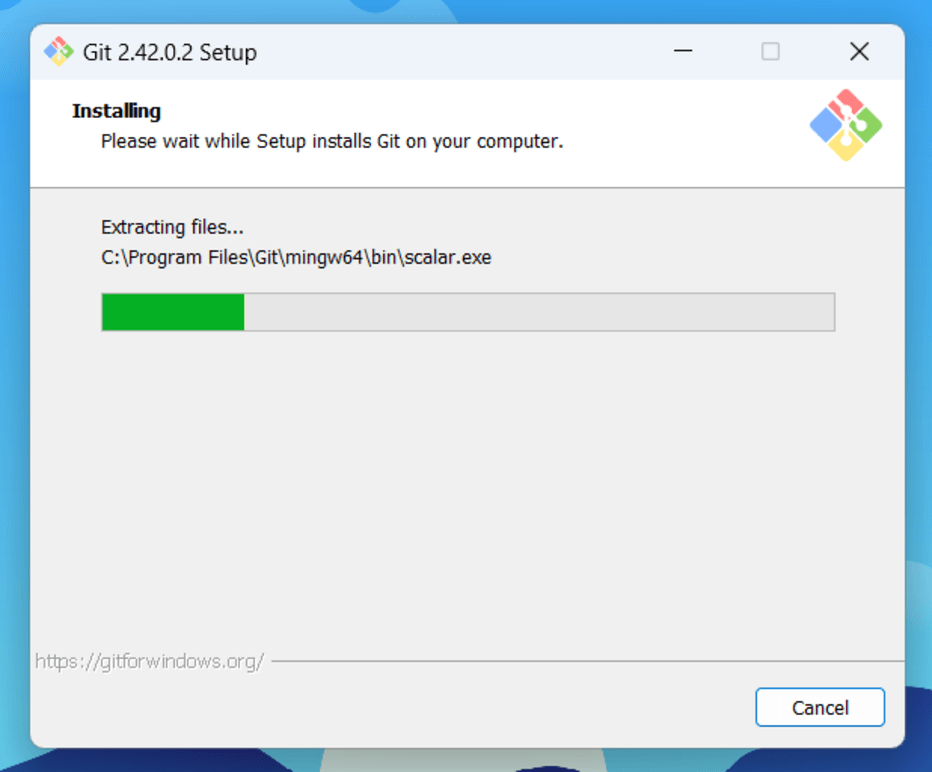 Git 2.42.0.2 Setup
Installing
Please wait while Setup installs Git on your computer.
Extracting files...
C:\Program Files\Git\mingw64\bin\scalar.exe
https://gitforwindows.org/
Cancel